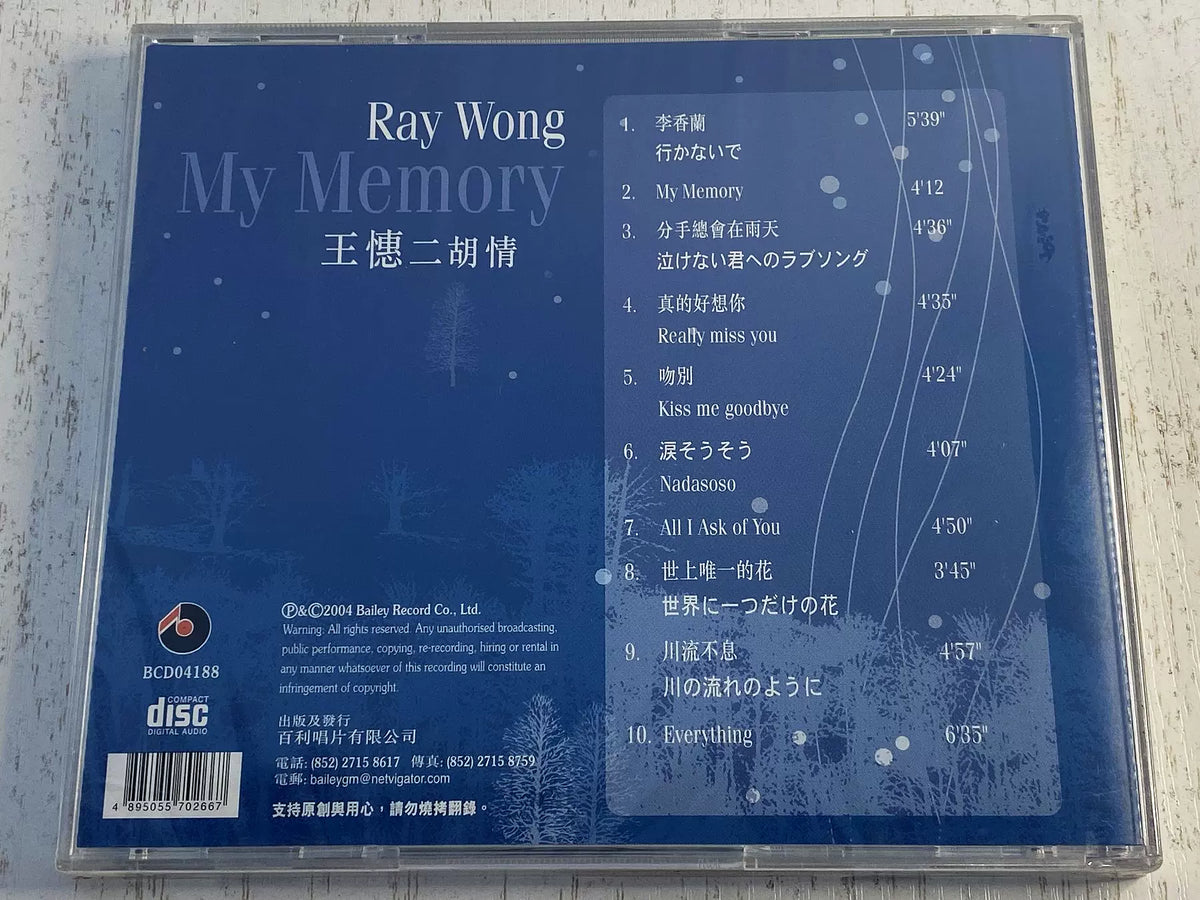 Ray Wong
My Memory
王憓二胡情
1. 李香蘭 5'39"
行かないで
2. My Memory 4'12
3. 分手總會在雨天 4'36"
泣けない君へのラブソング
4. 真的好想你 4'35"
Really miss you
5. 吻別 4'24"
Kiss me goodbye
6. 涙そうそう 4'07"
Nadasoso
7. All I Ask of You 4'50"
8. 世上唯一的花 3'45"
世界に一つだけの花
9. 川流不息 4'57"
川の流れのように
10. Everything 6'35"
BCD04188
COMPACT
disc
DIGITAL AUDIO
4 895055 702667
Ⓟ&©2004 Bailey Record Co., Ltd.
Warning: All rights reserved. Any unauthorised broadcasting,
public performance, copying, re-recording, hiring or rental in
any manner whatsoever of this recording will constitute an
infringement of copyright.
出版及發行
百利唱片有限公司
電話: (852) 2715 8617 傳真: (852) 2715 8759
電郵: baileygm@netvigator.com
支持原創與用心，請勿燒拷翻錄。